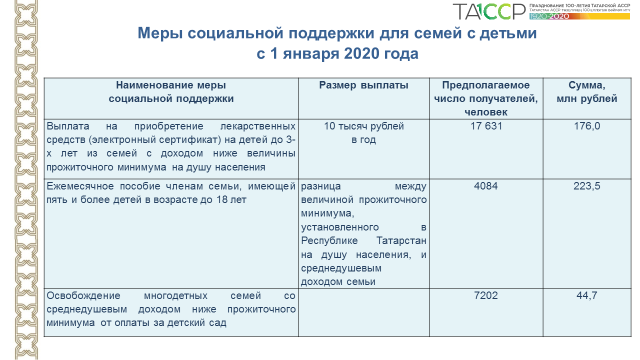 ТАССР
ПРАЗДНОВАНИЕ 100-ЛЕТИЯ ТАТАРСКОЙ АССР
1920-2020
Меры социальной поддержки для семей с детьми
с 1 января 2020 года
Наименование меры
социальной поддержки
Размер выплаты
Предполагаемое
число получателей,
человек
Сумма,
млн рублей
Выплата на приобретение лекарственных
средств (электронный сертификат) на детей до 3-
х лет из семей с доходом ниже величины
прожиточного минимума на душу населения
10 тысяч рублей
в год
17 631
176,0
Ежемесячное пособие членам семьи, имеющей
пять и более детей в возрасте до 18 лет
разница между
величиной прожиточного
минимума,
установленного в
Республике Татарстан
на душу населения, и
среднедушевым
доходом семьи
4084
223,5
Освобождение многодетных семей со
среднедушевым доходом ниже прожиточного
минимума от оплаты за детский сад
7202
44,7